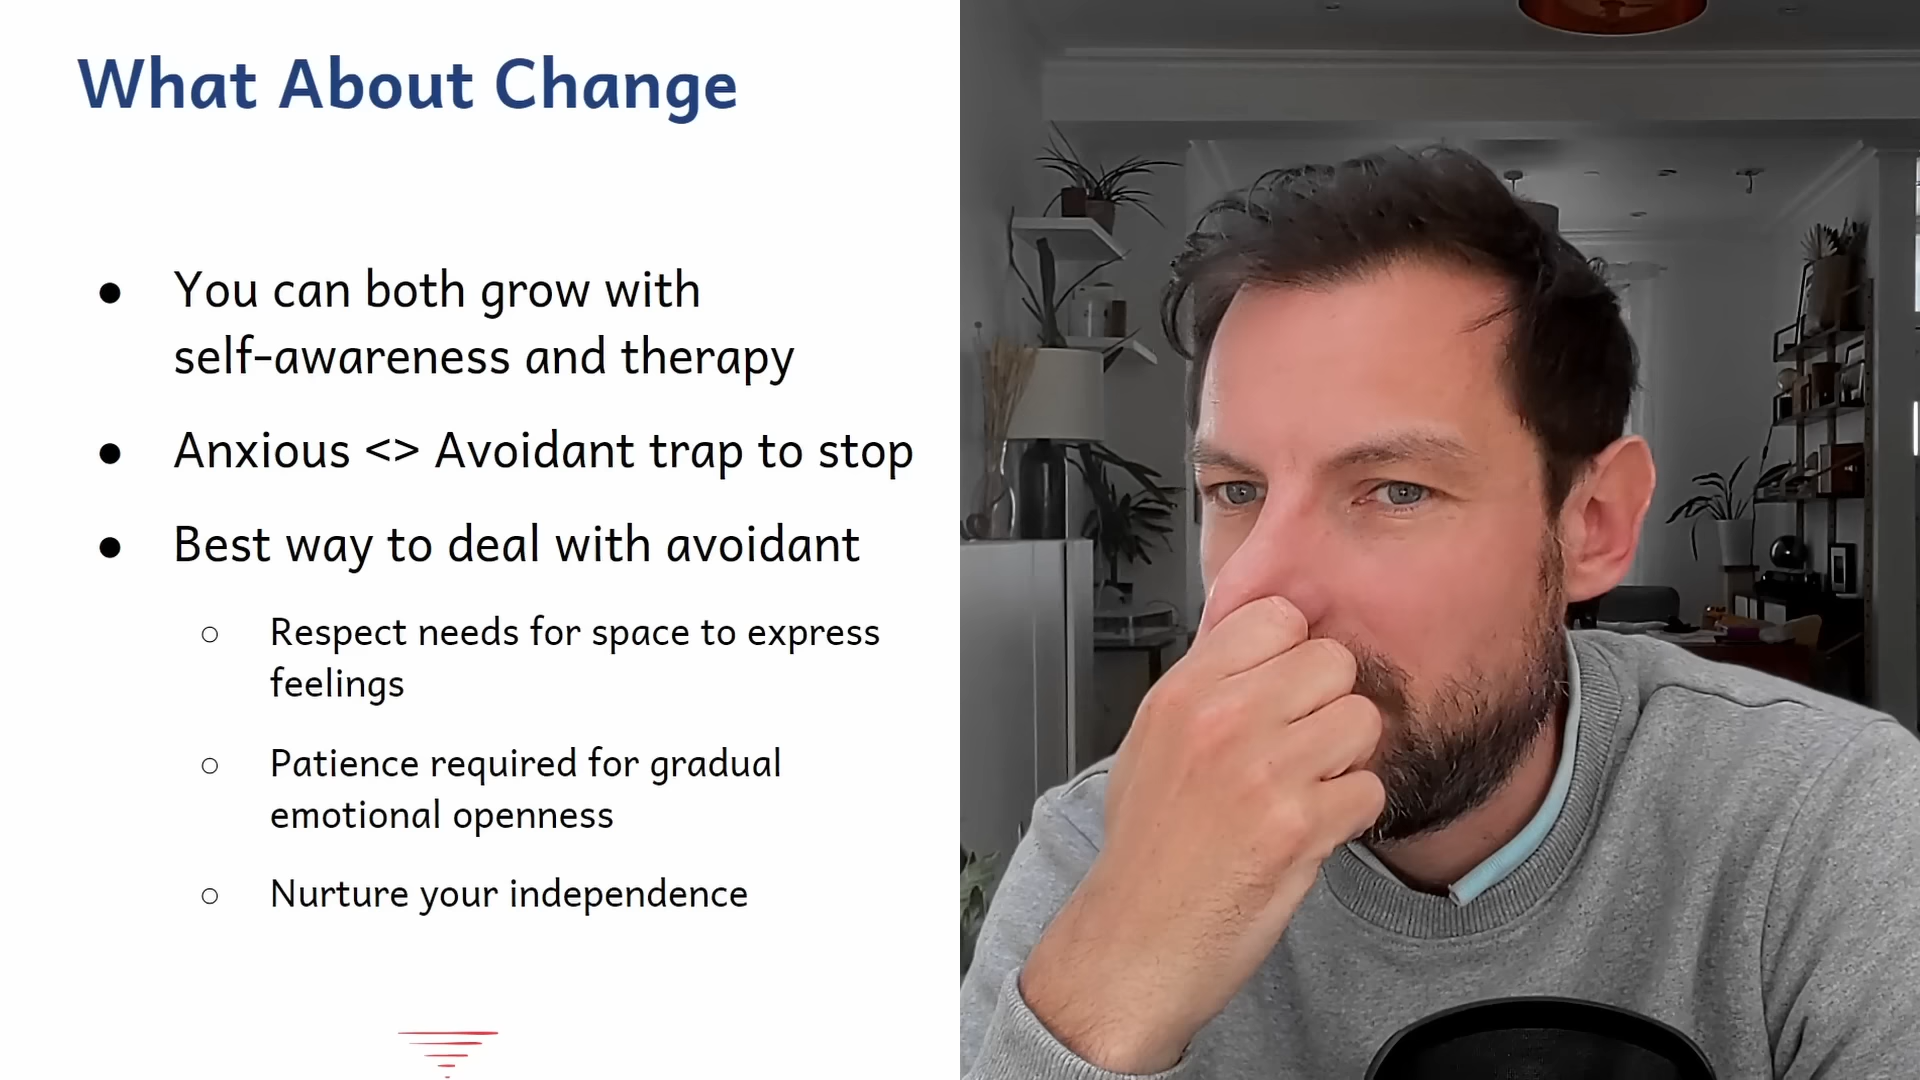 What About Change
● You can both grow with
self-awareness and therapy
● Anxious <> Avoidant trap to stop
● Best way to deal with avoidant
○ Respect needs for space to express
feelings
○ Patience required for gradual
emotional openness
○ Nurture your independence